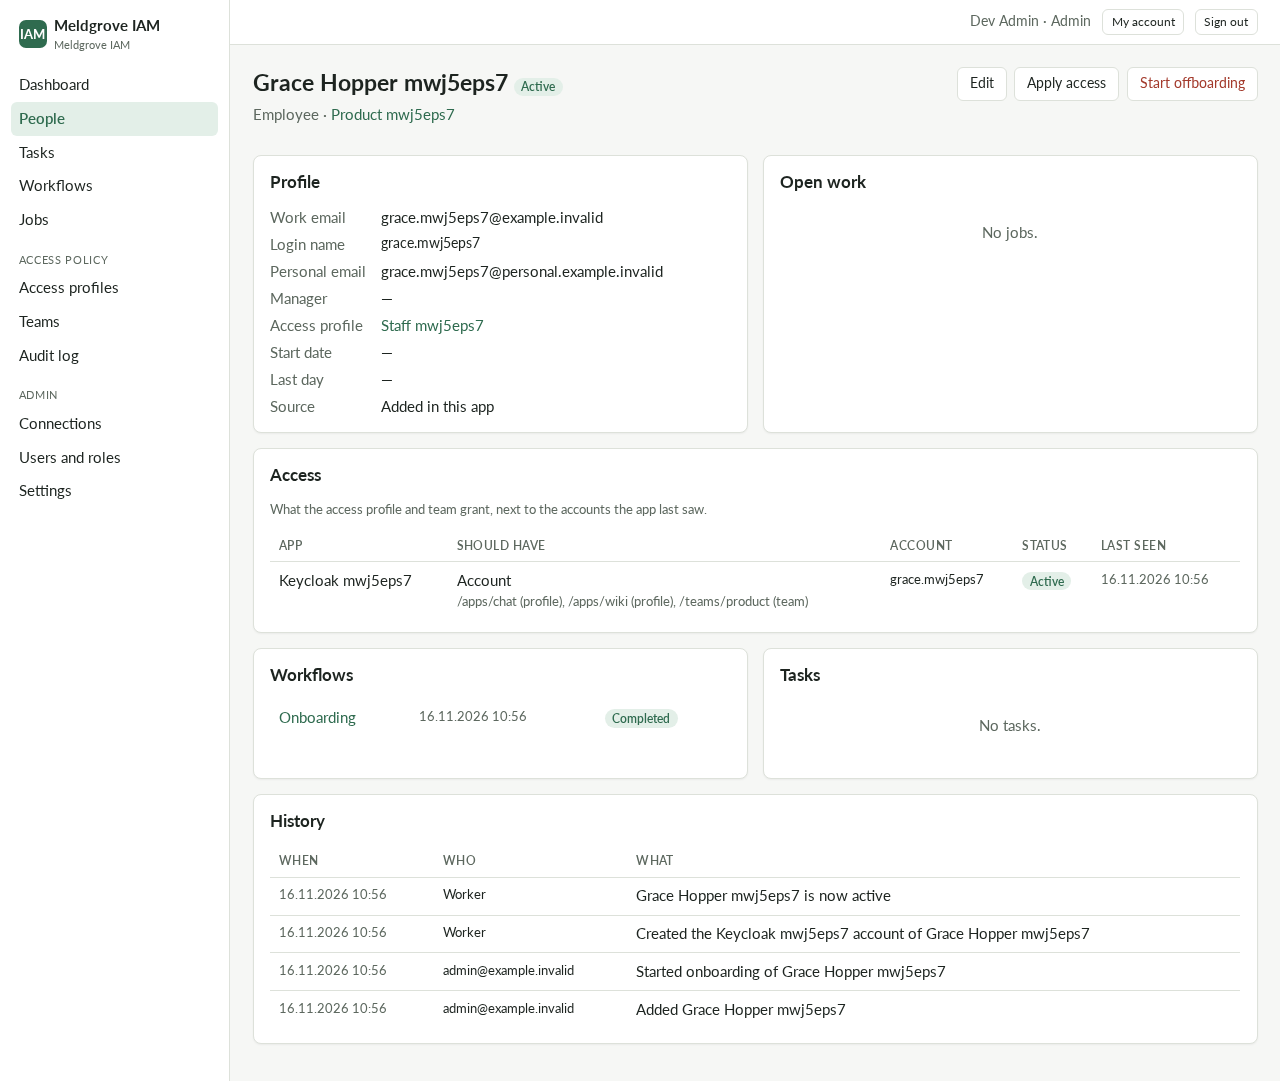 IAM
Meldgrove IAM
Meldgrove IAM
Dashboard
People
Tasks
Workflows
Jobs
ACCESS POLICY
Access profiles
Teams
Audit log
ADMIN
Connections
Users and roles
Settings
Dev Admin · Admin My account Sign out
Grace Hopper mwj5eps7 Active
Edit Apply access Start offboarding
Employee · Product mwj5eps7
Profile
Work email grace.mwj5eps7@example.invalid
Login name grace.mwj5eps7
Personal email grace.mwj5eps7@personal.example.invalid
Manager —
Access profile Staff mwj5eps7
Start date —
Last day —
Source Added in this app
Open work
No jobs.
Access
What the access profile and team grant, next to the accounts the app last saw.
APP SHOULD HAVE ACCOUNT STATUS LAST SEEN
Keycloak mwj5eps7 Account grace.mwj5eps7 Active 16.11.2026 10:56
/apps/chat (profile), /apps/wiki (profile), /teams/product (team)
Workflows
Onboarding 16.11.2026 10:56 Completed
Tasks
No tasks.
History
WHEN WHO WHAT
16.11.2026 10:56 Worker Grace Hopper mwj5eps7 is now active
16.11.2026 10:56 Worker Created the Keycloak mwj5eps7 account of Grace Hopper mwj5eps7
16.11.2026 10:56 admin@example.invalid Started onboarding of Grace Hopper mwj5eps7
16.11.2026 10:56 admin@example.invalid Added Grace Hopper mwj5eps7